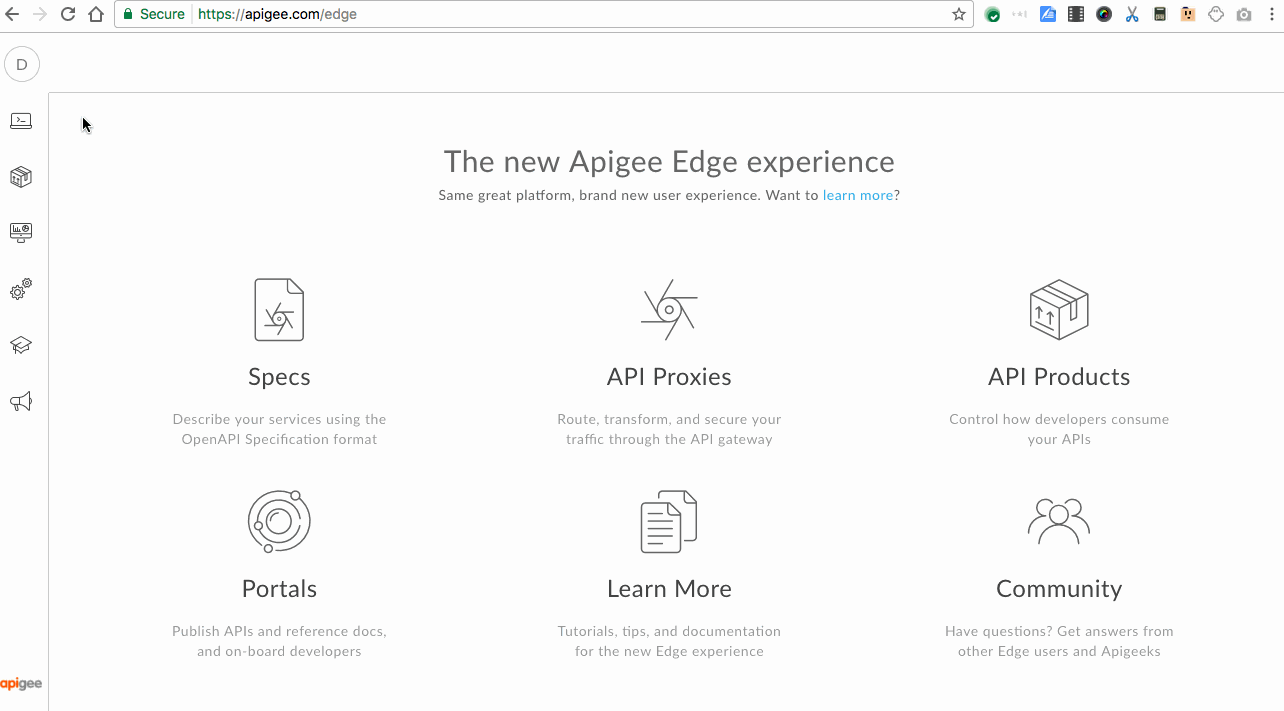 Secure https://apigee.com/edge
D
The new Apigee Edge experience
Same great platform, brand new user experience. Want to learn more?
Specs
Describe your services using the
OpenAPI Specification format
API Proxies
Route, transform, and secure your
traffic through the API gateway
API Products
Control how developers consume
your APIs
Portals
Publish APIs and reference docs,
and on-board developers
Learn More
Tutorials, tips, and documentation
for the new Edge experience
Community
Have questions? Get answers from
other Edge users and Apigeeks
apigee